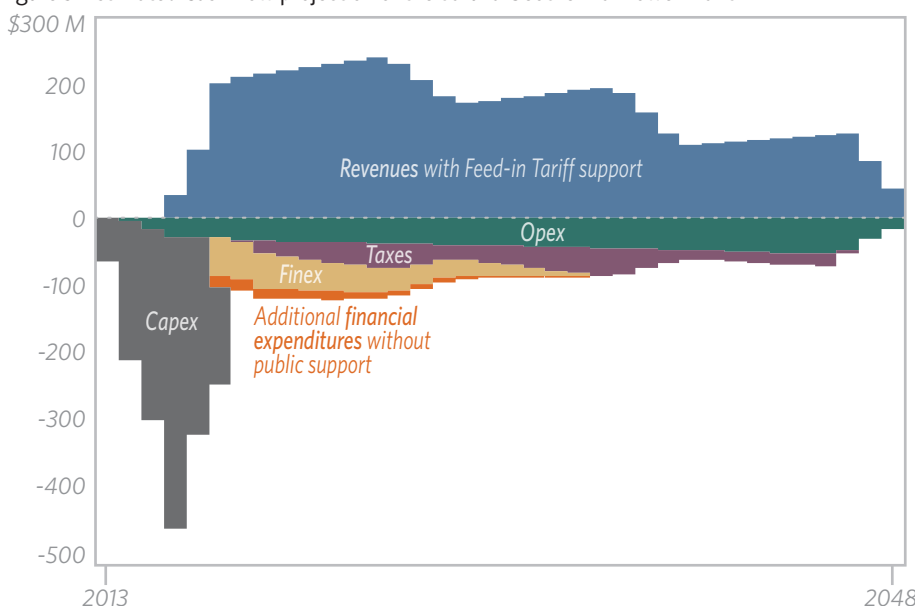 $300 M
200
100
0
-100
-200
-300
-400
-500
Revenues with Feed-in Tariff support
Opex
Taxes
Finex
Capex
Additional financial
expenditures without
public support
2013
2048